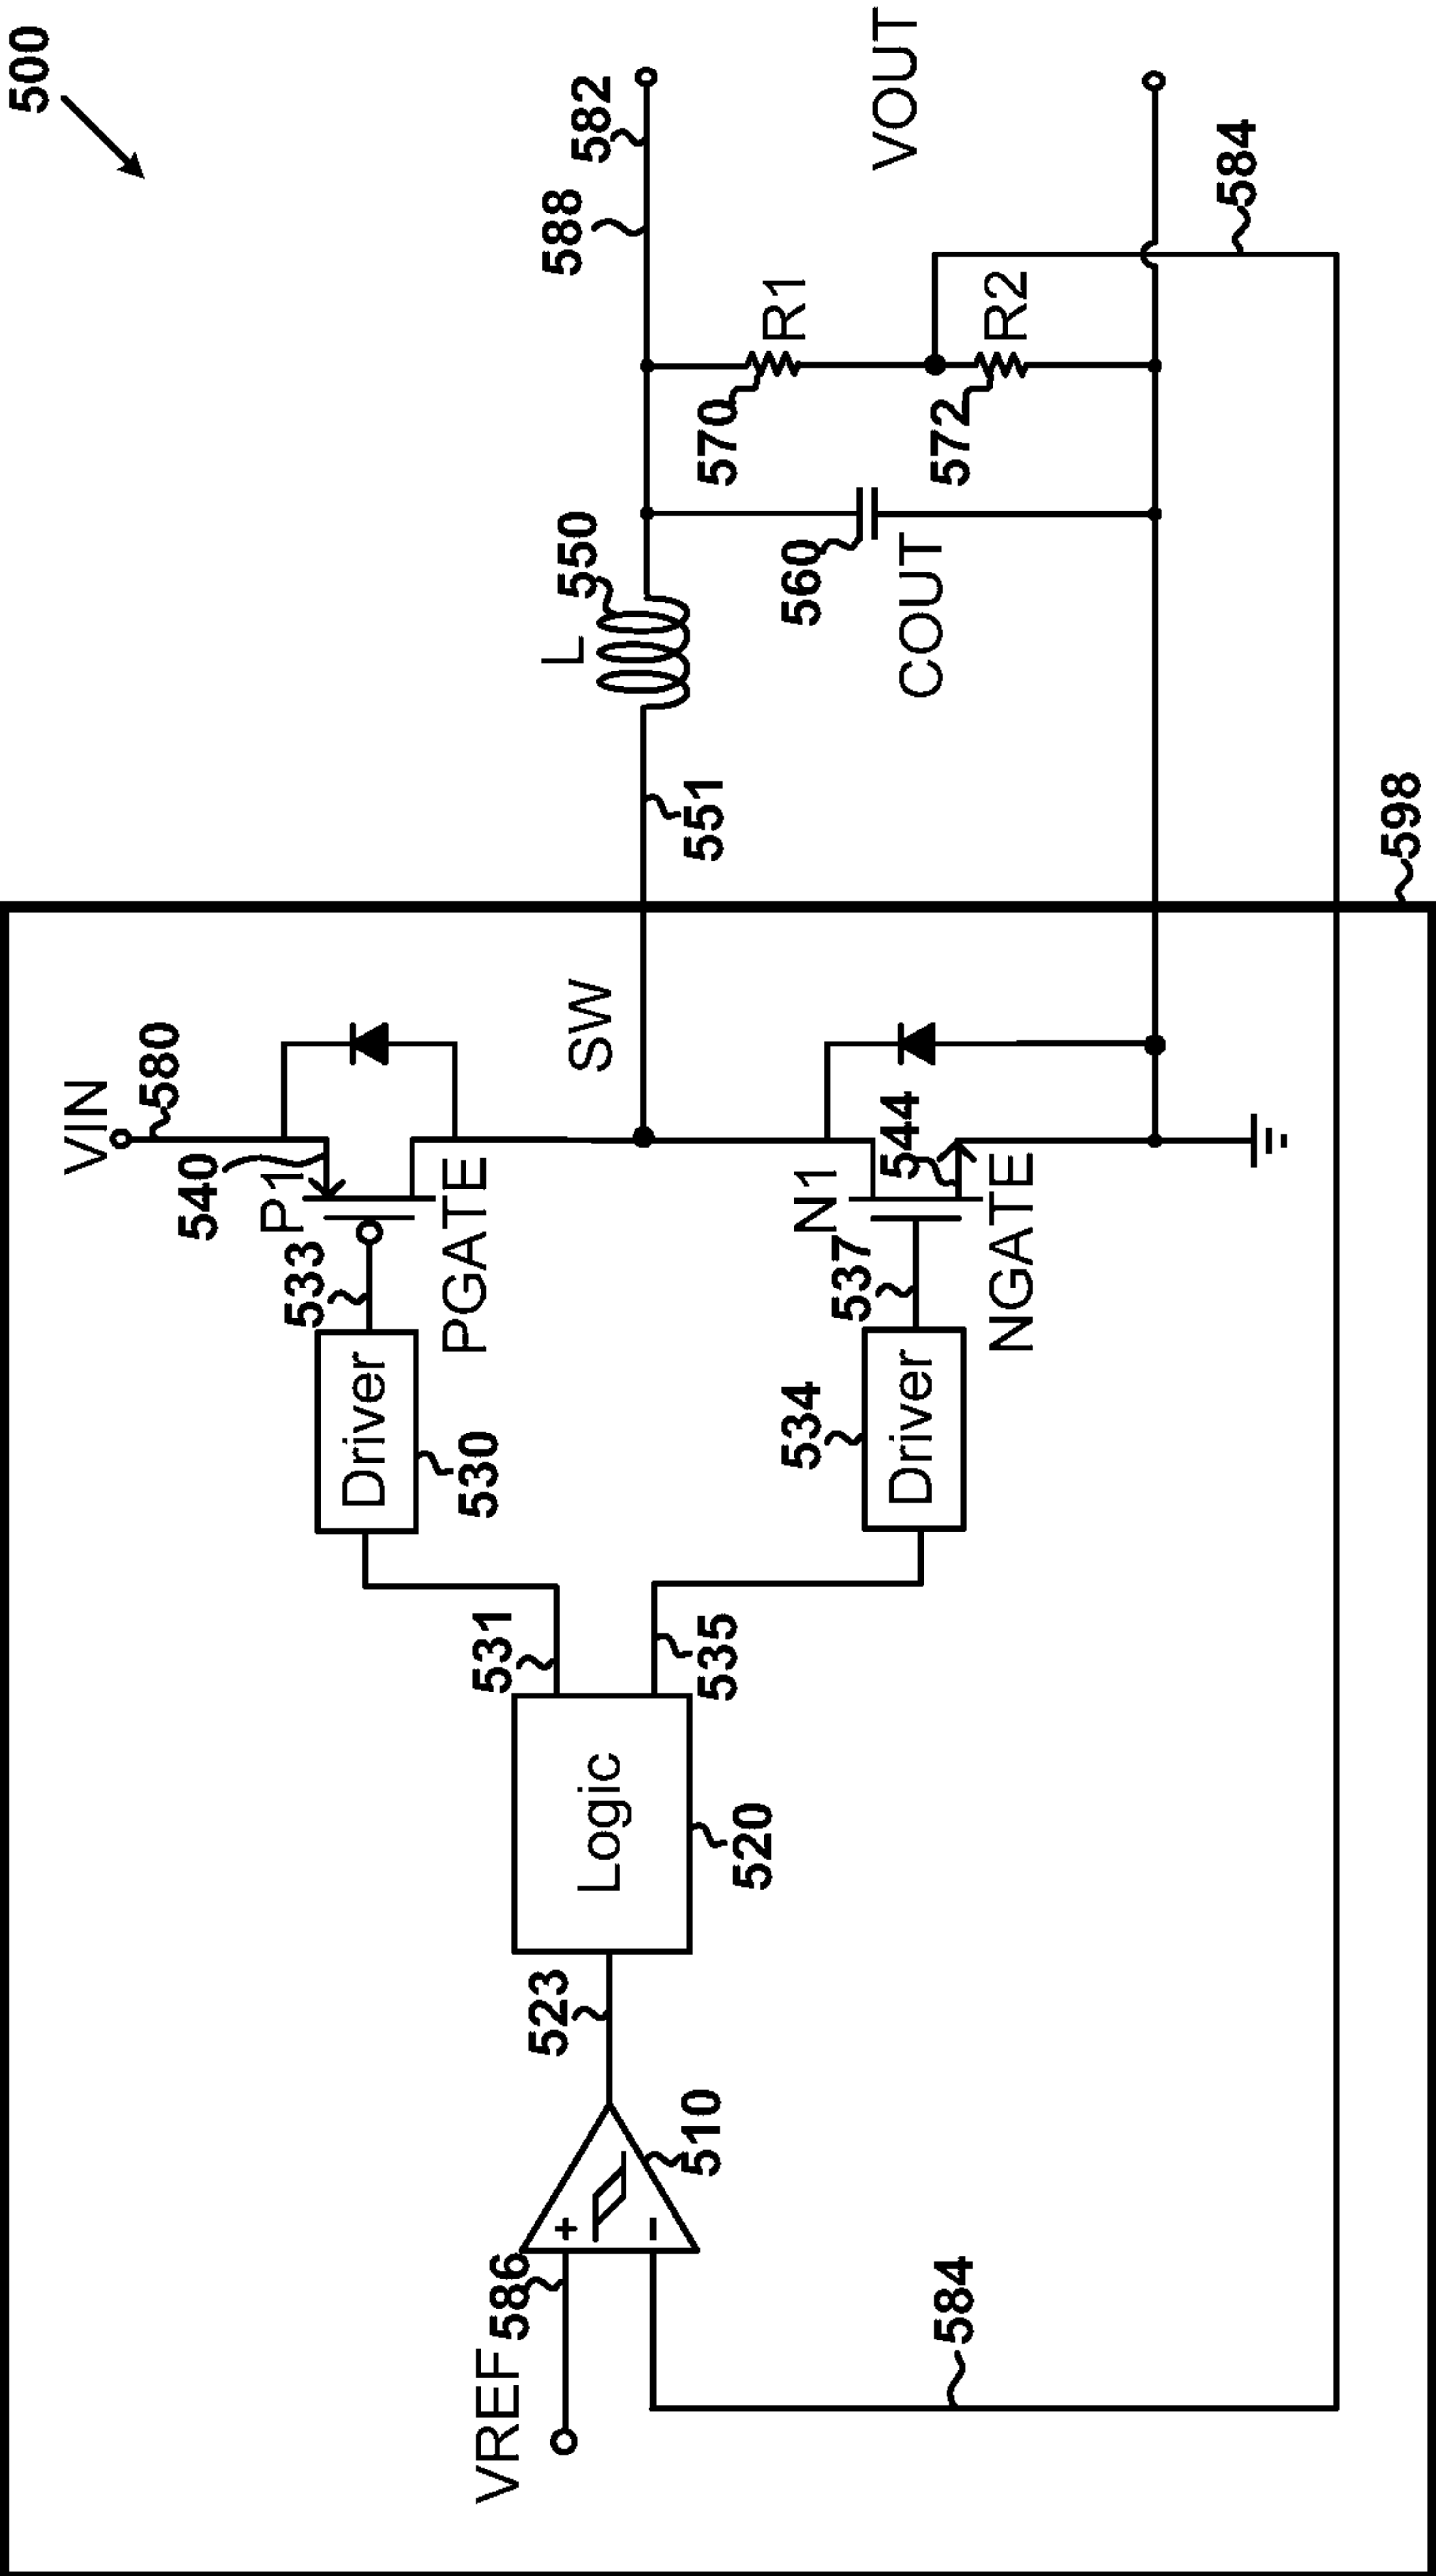 500
VIN
580
540
P1
533
PGATE
Driver
530
531
SW
551
L
550
588
582
VOUT
570
R1
572
R2
560
COUT
584
VREF
586
+
-
510
523
Logic
520
535
534
Driver
537
N1
544
NGATE
584
598